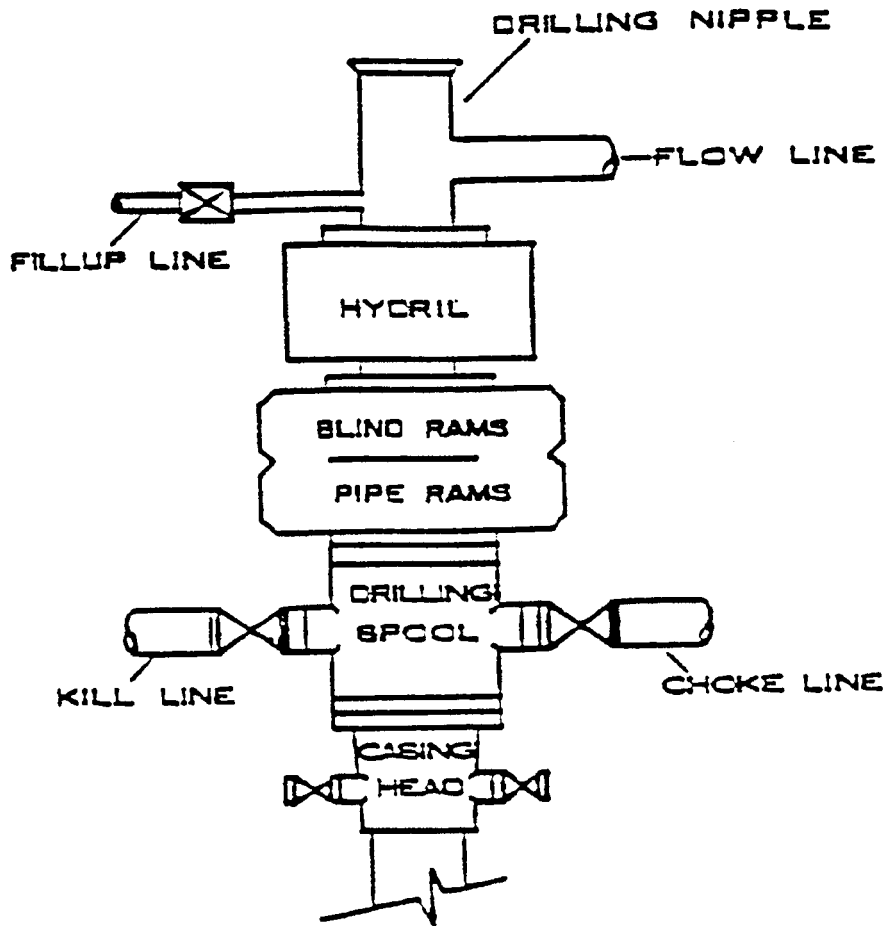 DRILLING NIPPLE
FLOW LINE
FILLUP LINE
HYDRIL
BLIND RAMS
PIPE RAMS
DRILLING
SPOOL
KILL LINE
CHOKE LINE
CASING
HEAD